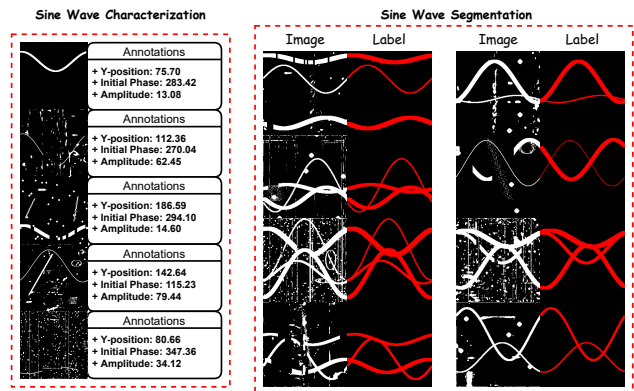 Sine Wave Characterization
Annotations
+ Y-position: 75.70
+ Initial Phase: 283.42
+ Amplitude: 13.08
Annotations
+ Y-position: 112.36
+ Initial Phase: 270.04
+ Amplitude: 62.45
Annotations
+ Y-position: 186.59
+ Initial Phase: 294.10
+ Amplitude: 14.60
Annotations
+ Y-position: 142.64
+ Initial Phase: 115.23
+ Amplitude: 79.44
Annotations
+ Y-position: 80.66
+ Initial Phase: 347.36
+ Amplitude: 34.12
Sine Wave Segmentation
Image Label Image Label